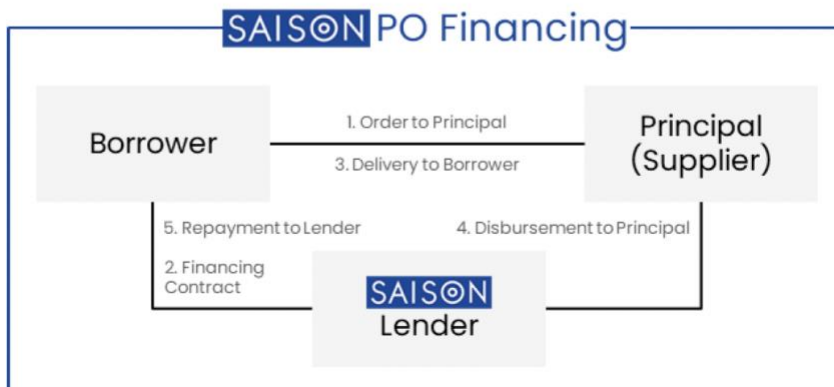 SAISON PO Financing
Borrower
1. Order to Principal
3. Delivery to Borrower
Principal
(Supplier)
5. Repayment to Lender
4. Disbursement to Principal
2. Financing
Contract
SAISON
Lender